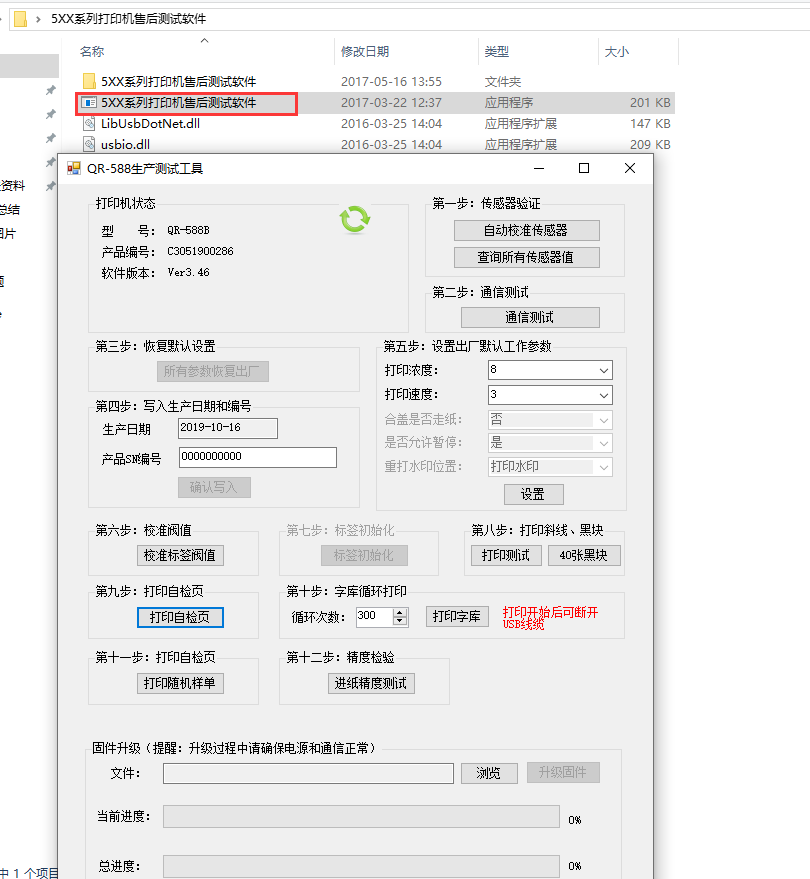 5XX系列打印机售后测试软件
名称 修改日期 类型 大小
5XX系列打印机售后测试软件 2017-05-16 13:55 文件夹
5XX系列打印机售后测试软件 2017-03-22 12:37 应用程序 201 KB
LibUsbDotNet.dll 2016-03-25 14:04 应用程序扩展 147 KB
usbio.dll 2016-03-25 14:04 应用程序扩展 209 KB
资料
总结
图片
QR-588生产测试工具
打印机状态
型 号: QR-588B
产品编号: C3051900286
软件版本: Ver3.46
第一步: 传感器验证
自动校准传感器
查询所有传感器值
第二步: 通信测试
通信测试
第三步: 恢复默认设置
所有参数恢复出厂
第四步: 写入生产日期和编号
生产日期 2019-10-16
产品SN编号 0000000000
确认写入
第五步: 设置出厂默认工作参数
打印浓度: 8
打印速度: 3
合盖是否走纸: 否
是否允许暂停: 是
重打水印位置: 打印水印
设置
第六步: 校准阀值
校准标签阀值
第七步: 标签初始化
标签初始化
第八步: 打印斜线、黑块
打印测试 40张黑块
第九步: 打印自检页
打印自检页
第十步: 字库循环打印
循环次数: 300 打印字库 打印开始后可断开
USB线缆
第十一步: 打印自检页
打印随机样单
第十二步: 精度检验
进纸精度测试
固件升级(提醒: 升级过程中请确保电源和通信正常)
文件: 浏览 升级固件
当前进度: 0%
总进度: 0%
中 1 个项目